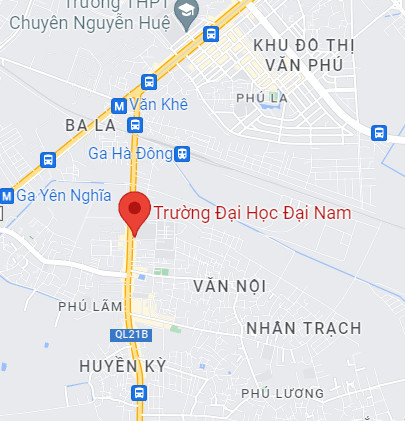 Trường THPT
Chuyên Nguyễn Huệ
KHU ĐÔ THỊ
VĂN PHÚ
PHÚ LA
M Văn Khê
BA LA
Ga Hà Đông
M Ga Yên Nghĩa
Trường Đại Học Đại Nam
VĂN NỘI
PHÚ LÃM
NHÂN TRẠCH
QL21B
HUYỀN KỲ
PHÚ LƯƠNG